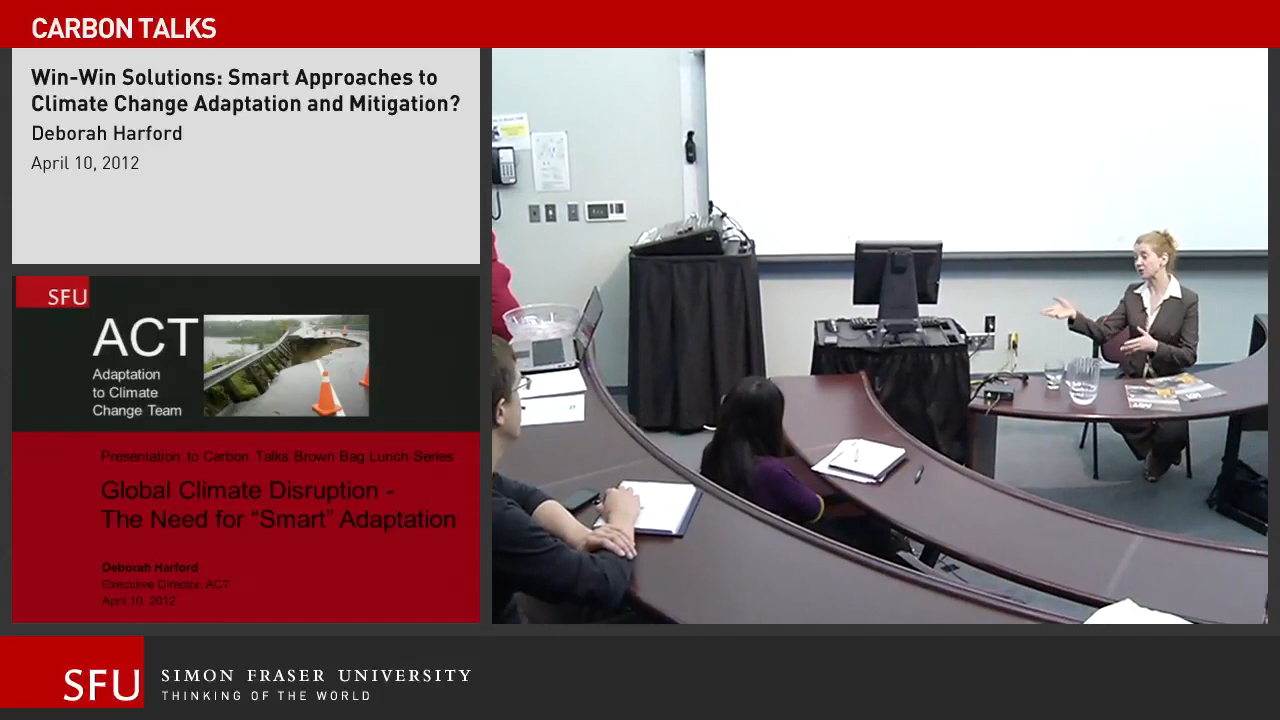 CARBON TALKS
Win-Win Solutions: Smart Approaches to
Climate Change Adaptation and Mitigation?
Deborah Harford
April 10, 2012
SFU
ACT
Adaptation
to Climate
Change Team
Presentation to Carbon Talks Brown Bag Lunch Series
Global Climate Disruption -
The Need for “Smart” Adaptation
Deborah Harford
Executive Director, ACT
April 10, 2012
SFU
SIMON FRASER UNIVERSITY
THINKING OF THE WORLD